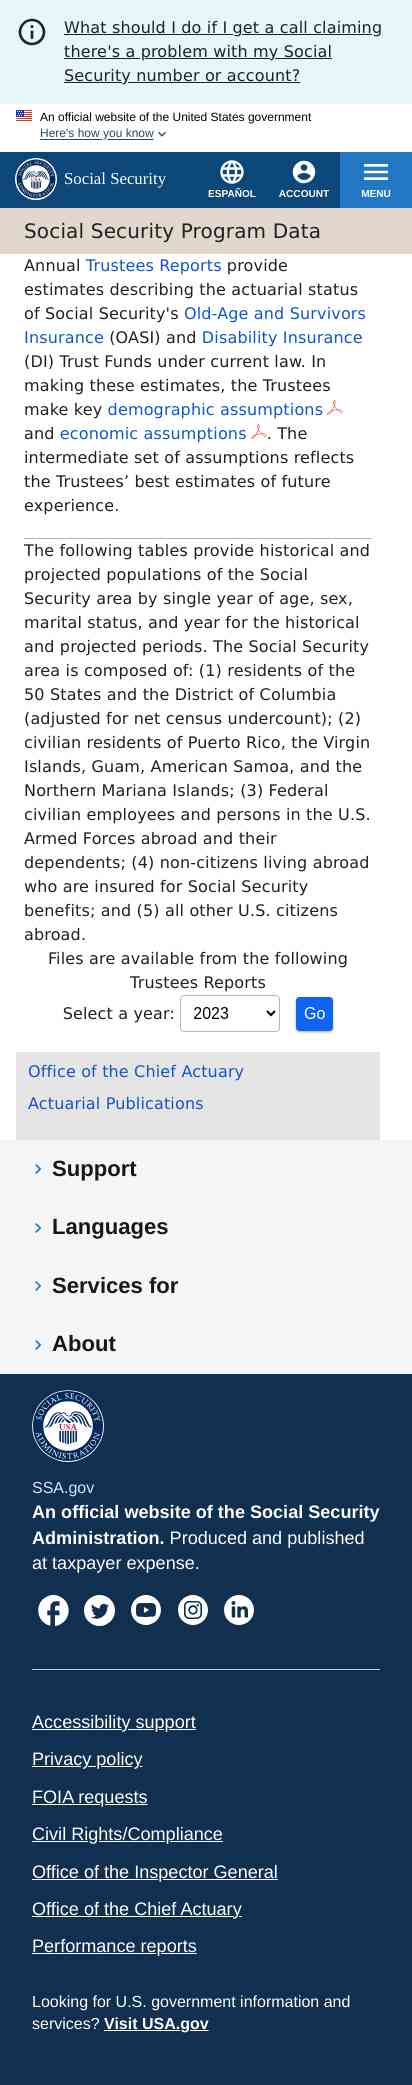 What should I do if I get a call claiming
there's a problem with my Social
Security number or account?
An official website of the United States government
Here's how you know
Social Security
ESPAÑOL
ACCOUNT
MENU
Social Security Program Data
Annual Trustees Reports provide
estimates describing the actuarial status
of Social Security's Old-Age and Survivors
Insurance (OASI) and Disability Insurance
(DI) Trust Funds under current law. In
making these estimates, the Trustees
make key demographic assumptions
and economic assumptions. The
intermediate set of assumptions reflects
the Trustees’ best estimates of future
experience.
The following tables provide historical and
projected populations of the Social
Security area by single year of age, sex,
marital status, and year for the historical
and projected periods. The Social Security
area is composed of: (1) residents of the
50 States and the District of Columbia
(adjusted for net census undercount); (2)
civilian residents of Puerto Rico, the Virgin
Islands, Guam, American Samoa, and the
Northern Mariana Islands; (3) Federal
civilian employees and persons in the U.S.
Armed Forces abroad and their
dependents; (4) non-citizens living abroad
who are insured for Social Security
benefits; and (5) all other U.S. citizens
abroad.
Files are available from the following
Trustees Reports
Select a year: 2023 Go
Office of the Chief Actuary
Actuarial Publications
Support
Languages
Services for
About
SOCIAL SECURITY
USA
ADMINISTRATION
SSA.gov
An official website of the Social Security
Administration. Produced and published
at taxpayer expense.
Accessibility support
Privacy policy
FOIA requests
Civil Rights/Compliance
Office of the Inspector General
Office of the Chief Actuary
Performance reports
Looking for U.S. government information and
services? Visit USA.gov